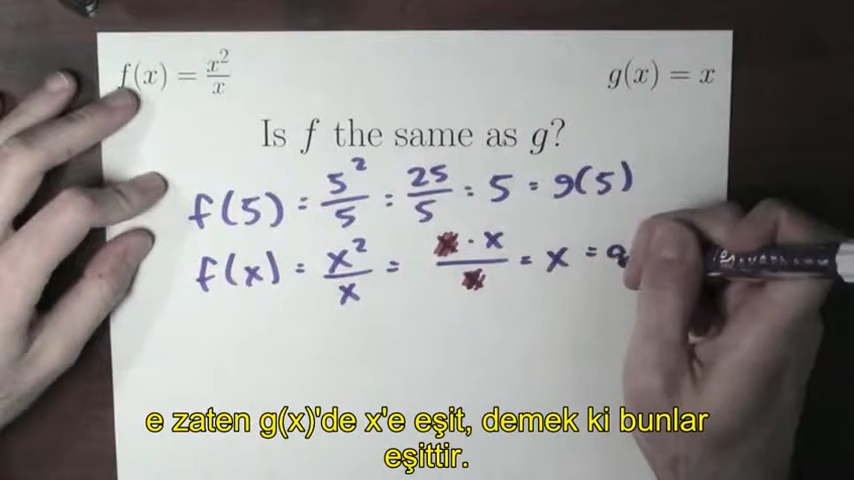 f(x) = x²/x
g(x) = x
Is f the same as g?
f(5) = 5²/5 = 25/5 = 5 = g(5)
f(x) = x²/x = x · x/x = x = g
e zaten g(x)'de x'e eşit, demek ki bunlar
eşittir.